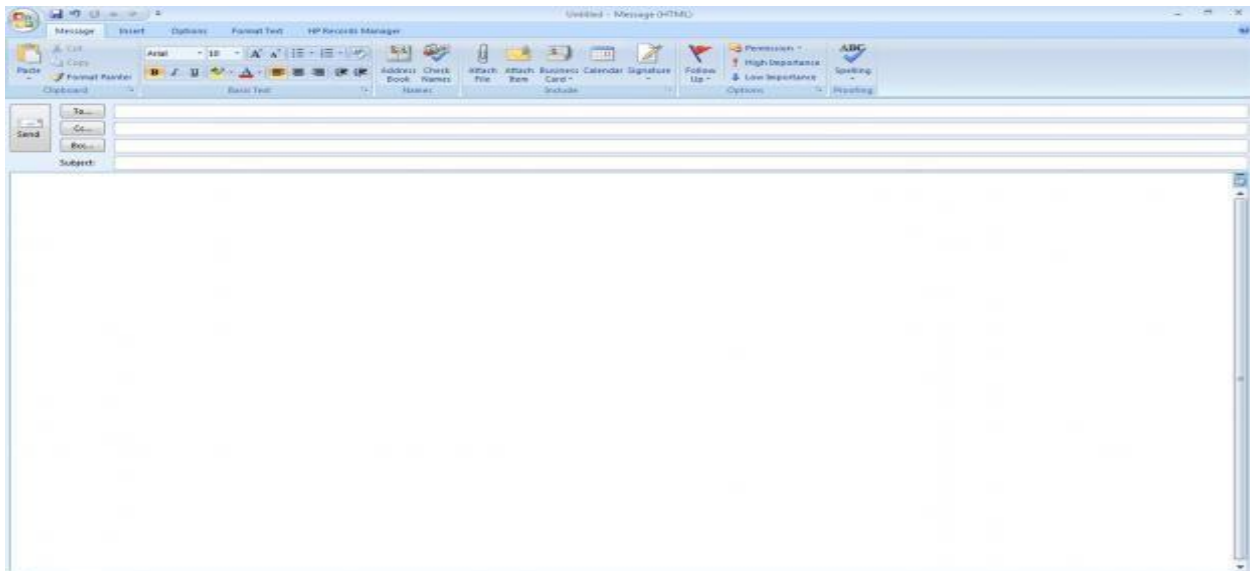 Untitled - Message (HTML)
Message Insert Options Format Text HP Records Manager
Paste
Cut
Copy
Format Painter
Clipboard
Arial 10
B I U
Basic Text
Address Book
Check Names
Names
Attach File
Attach Item
Business Card
Calendar
Signature
Include
Follow Up
Permission
High Importance
Low Importance
Options
ABC
Spelling
Proofing
Send
To...
Cc...
Bcc...
Subject: